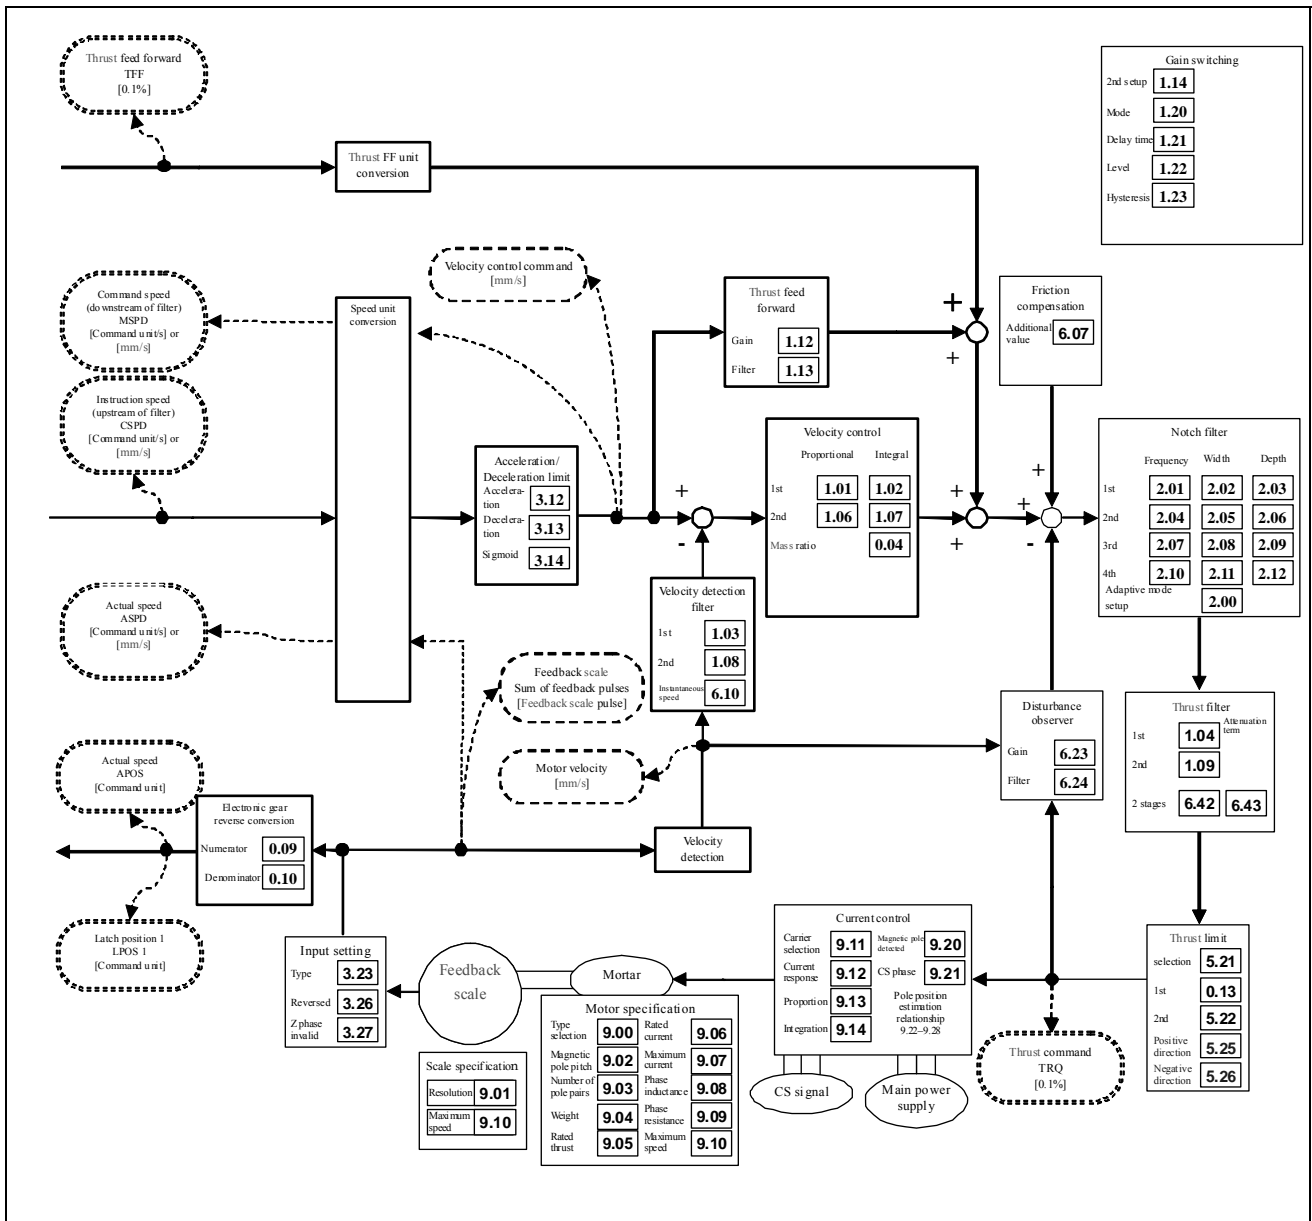 Thrust feed forward
TFF
[0.1%]
Thrust FF unit
conversion
Gain switching
2nd setup 1.14
Mode 1.20
Delay time 1.21
Level 1.22
Hysteresis 1.23
Command speed
(downstream of filter)
MSPD
[Command unit/s] or
[mm/s]
Instruction speed
(upstream of filter)
CSPD
[Command unit/s] or
[mm/s]
Actual speed
ASPD
[Command unit/s] or
[mm/s]
Speed unit
conversion
Velocity control command
[mm/s]
Acceleration/
Deceleration limit
Accelera-
tion 3.12
Decelera-
tion 3.13
Sigmoid 3.14
Thrust feed
forward
Gain 1.12
Filter 1.13
+
+
Friction
compensation
Additional
value 6.07
Velocity control
Proportional Integral
1st 1.01 1.02
2nd 1.06 1.07
Mass ratio 0.04
+
-
+
+
+
+
-
Notch filter
Frequency Width Depth
1st 2.01 2.02 2.03
2nd 2.04 2.05 2.06
3rd 2.07 2.08 2.09
4th 2.10 2.11 2.12
Adaptive mode
setup 2.00
Velocity detection
filter
1st 1.03
2nd 1.08
Instantaneous
speed 6.10
Feedback scale
Sum of feedback pulses
[Feedback scale pulse]
Motor velocity
[mm/s]
Disturbance
observer
Gain 6.23
Filter 6.24
Thrust filter
1st 1.04 Attenuation
term
2nd 1.09
2 stages 6.42 6.43
Actual speed
APOS
[Command unit]
Electronic gear
reverse conversion
Numerator 0.09
Denominator 0.10
Velocity
detection
Latch position 1
LPOS 1
[Command unit]
Input setting
Type 3.23
Reversed 3.26
Z phase
invalid 3.27
Feedback
scale
Mortar
Scale specification
Resolution 9.01
Maximum
speed 9.10
Motor specification
Type
selection 9.00 Rated
current 9.06
Magnetic
pole pitch 9.02 Maximum
current 9.07
Number of
pole pairs 9.03 Phase
inductance 9.08
Weight 9.04 Phase
resistance 9.09
Rated
thrust 9.05 Maximum
speed 9.10
Current control
Carrier
selection 9.11 Magnetic pole
detected 9.20
Current
response 9.12 CS phase 9.21
Proportion 9.13
Integration 9.14
Pole position
estimation
relationship
9.22–9.28
CS signal
Main power
supply
Thrust command
TRQ
[0.1%]
Thrust limit
selection 5.21
1st 0.13
2nd 5.22
Positive
direction 5.25
Negative
direction 5.26